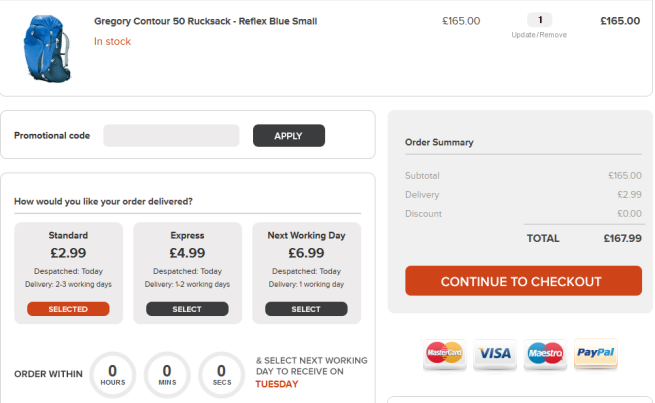 Gregory Contour 50 Rucksack - Reflex Blue Small
£165.00
1
£165.00
In stock
Update/Remove
Promotional code
APPLY
How would you like your order delivered?
Standard
£2.99
Despatched: Today
Delivery: 2-3 working days
SELECTED
Express
£4.99
Despatched: Today
Delivery: 1-2 working days
SELECT
Next Working Day
£6.99
Despatched: Today
Delivery: 1 working day
SELECT
ORDER WITHIN
0
HOURS
0
MINS
0
SECS
& SELECT NEXT WORKING
DAY TO RECEIVE ON
TUESDAY
Order Summary
Subtotal £165.00
Delivery £2.99
Discount £0.00
TOTAL £167.99
CONTINUE TO CHECKOUT
MasterCard
VISA
Maestro
PayPal